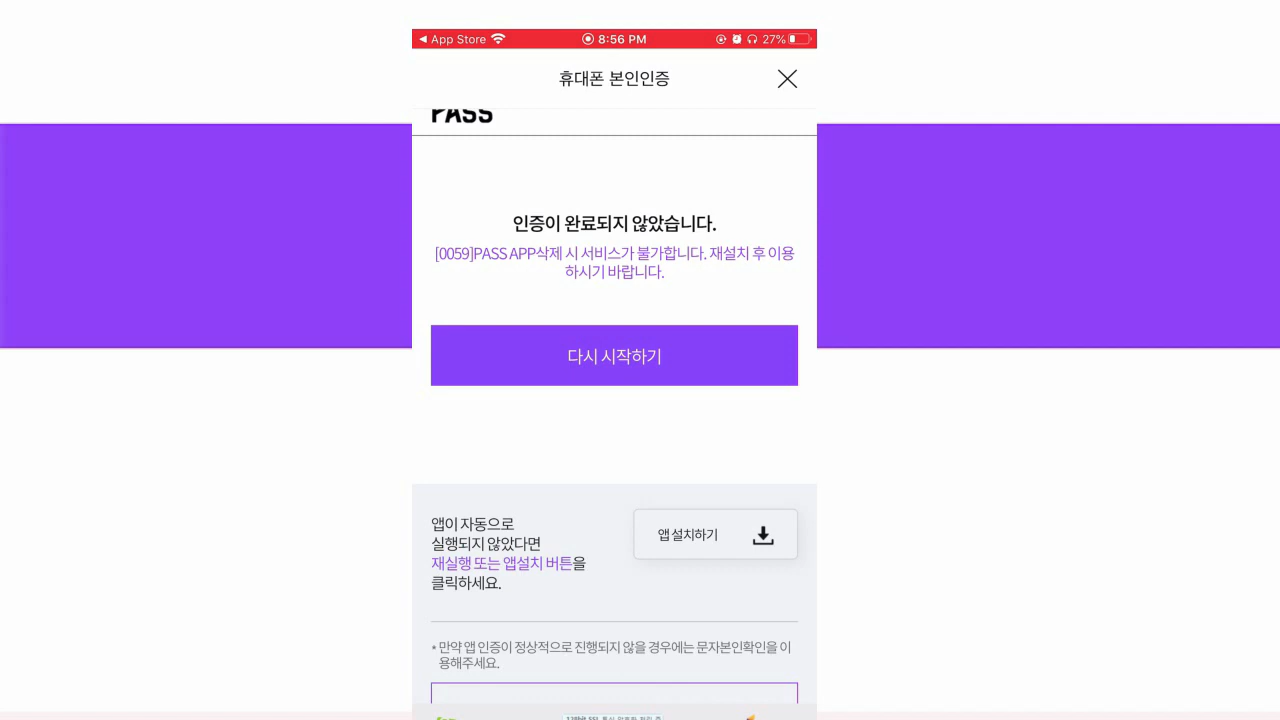 App Store 8:56 PM 27%
휴대폰 본인인증
PASS
인증이 완료되지 않았습니다.
[0059]PASS APP삭제 시 서비스가 불가합니다. 재설치 후 이용
하시기 바랍니다.
다시 시작하기
앱이 자동으로
실행되지 않았다면
재실행 또는 앱설치 버튼을
클릭하세요.
앱 설치하기
* 만약 앱 인증이 정상적으로 진행되지 않을 경우에는 문자본인확인을 이
용해주세요.